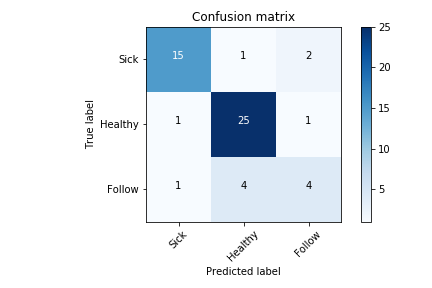 Confusion matrix
Sick 15 1 2
Healthy 1 25 1
Follow 1 4 4
Sick Healthy Follow
Predicted label
True label
25
20
15
10
5